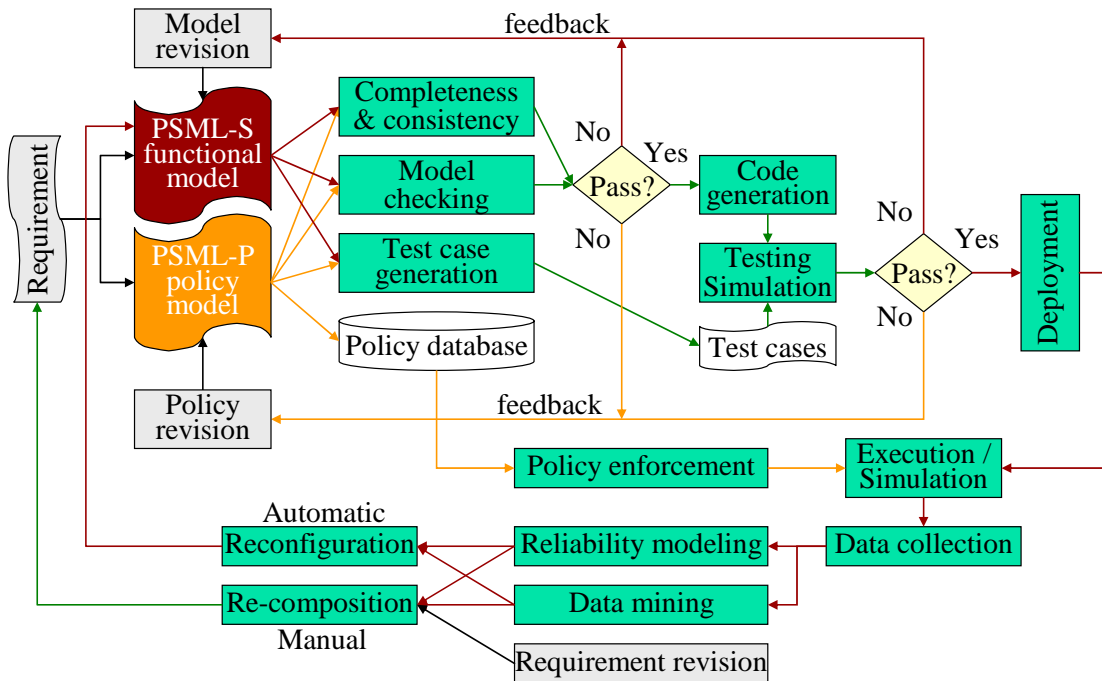 Model
revision
feedback
Completeness
& consistency
No
Yes
PSML-S
functional
model
Requirement
Model
checking
Pass?
Code
generation
No
Yes
No
PSML-P
policy
model
Test case
generation
Testing
Simulation
Pass?
No
Deployment
Policy database
Test cases
Policy
revision
feedback
Policy enforcement
Execution /
Simulation
Automatic
Reconfiguration
Reliability modeling
Data collection
Re-composition
Data mining
Manual
Requirement revision